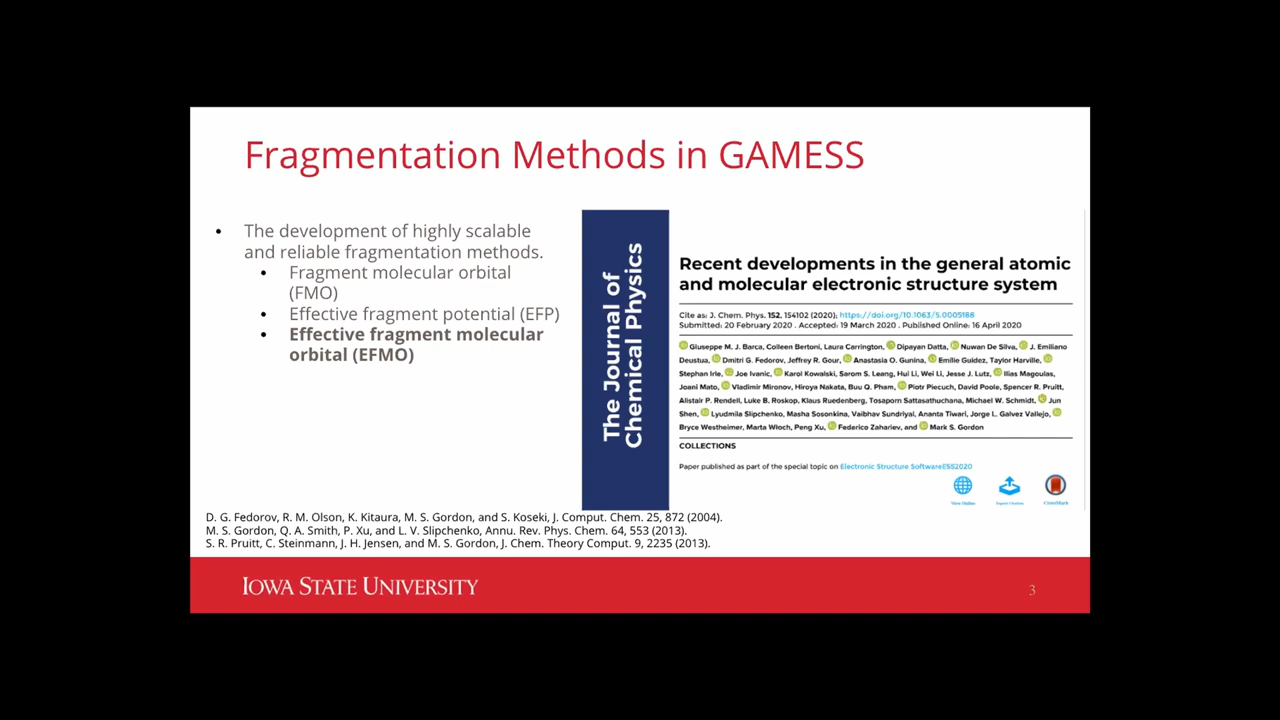 Fragmentation Methods in GAMESS
• The development of highly scalable
and reliable fragmentation methods.
• Fragment molecular orbital
(FMO)
• Effective fragment potential (EFP)
• Effective fragment molecular
orbital (EFMO)
The Journal of
Chemical Physics
Recent developments in the general atomic
and molecular electronic structure system
Cite as: J. Chem. Phys. 152, 154102 (2020); https://doi.org/10.1063/5.0005188
Submitted: 20 February 2020 . Accepted: 19 March 2020 . Published Online: 16 April 2020
Giuseppe M. J. Barca, Colleen Bertoni, Laura Carrington, Dipayan Datta, Nuwan De Silva, J. Emiliano
Deustua, Dmitri G. Fedorov, Jeffrey R. Gour, Anastasia O. Gunina, Emilie Guidez, Taylor Harville,
Stephan Irle, Joe Ivanic, Karol Kowalski, Sarom S. Leang, Hui Li, Wei Li, Jesse J. Lutz, Ilias Magoulas,
Joani Mato, Vladimir Mironov, Hiroya Nakata, Buu Q. Pham, Piotr Piecuch, David Poole, Spencer R. Pruitt,
Alistair P. Rendell, Luke B. Roskop, Klaus Ruedenberg, Tosaporn Sattasathuchana, Michael W. Schmidt, Jun
Shen, Lyudmila Slipchenko, Masha Sosonkina, Vaibhav Sundriyal, Ananta Tiwari, Jorge L. Galvez Vallejo,
Bryce Westheimer, Marta Włoch, Peng Xu, Federico Zahariev, and Mark S. Gordon
COLLECTIONS
Paper published as part of the special topic on Electronic Structure SoftwareESS2020
View Online
Export Citation
CrossMark
D. G. Fedorov, R. M. Olson, K. Kitaura, M. S. Gordon, and S. Koseki, J. Comput. Chem. 25, 872 (2004).
M. S. Gordon, Q. A. Smith, P. Xu, and L. V. Slipchenko, Annu. Rev. Phys. Chem. 64, 553 (2013).
S. R. Pruitt, C. Steinmann, J. H. Jensen, and M. S. Gordon, J. Chem. Theory Comput. 9, 2235 (2013).
IOWA STATE UNIVERSITY
3